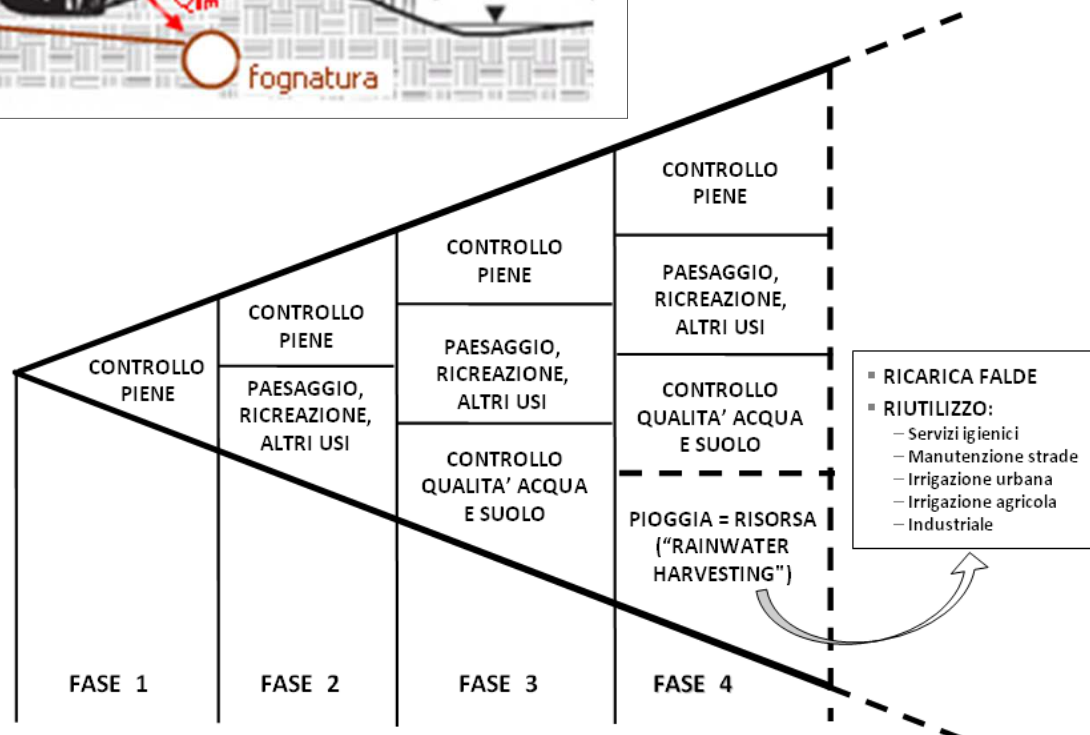 fognatura
CONTROLLO
PIENE
CONTROLLO
PIENE
PAESAGGIO,
RICREAZIONE,
ALTRI USI
CONTROLLO
PIENE
PAESAGGIO,
RICREAZIONE,
ALTRI USI
CONTROLLO
QUALITA’ ACQUA
E SUOLO
CONTROLLO
PIENE
PAESAGGIO,
RICREAZIONE,
ALTRI USI
CONTROLLO
QUALITA’ ACQUA
E SUOLO
PIOGGIA = RISORSA
(“RAINWATER
HARVESTING")
▪ RICARICA FALDE
▪ RIUTILIZZO:
– Servizi igienici
– Manutenzione strade
– Irrigazione urbana
– Irrigazione agricola
– Industriale
FASE 1
FASE 2
FASE 3
FASE 4